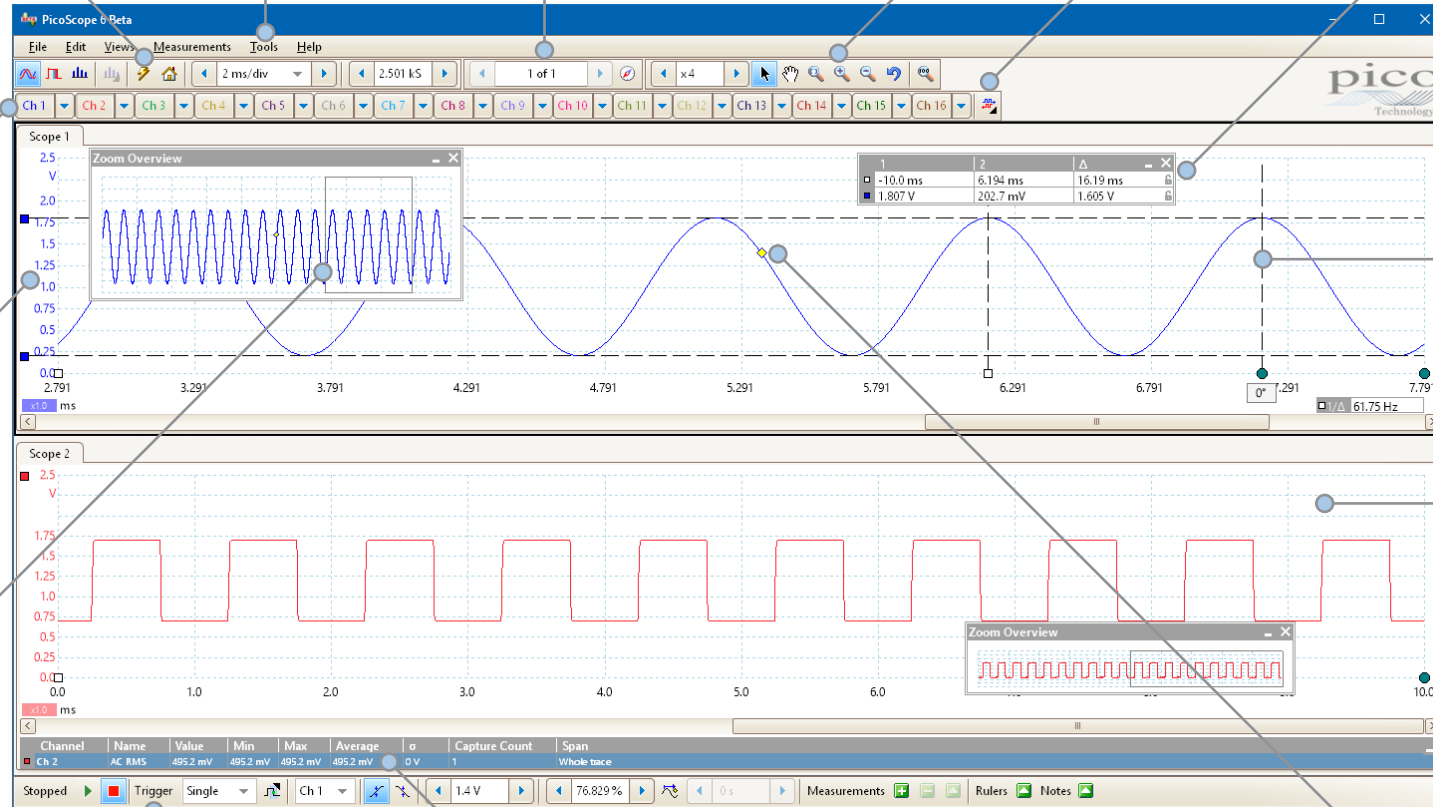 PicoScope 6 Beta
File Edit Views Measurements Tools Help
2 ms/div 2.501 kS 1 of 1 x4
pico
Technology
Ch 1 Ch 2 Ch 3 Ch 4 Ch 5 Ch 6 Ch 7 Ch 8 Ch 9 Ch 10 Ch 11 Ch 12 Ch 13 Ch 14 Ch 15 Ch 16
Scope 1
2.5
V
2.0
1.75
1.5
1.25
1.0
0.75
0.5
0.25
0.0
Zoom Overview
1 2 Δ
-10.0 ms 6.194 ms 16.19 ms
1.807 V 202.7 mV 1.605 V
2.791 3.291 3.791 4.291 4.791 5.291 5.791 6.291 6.791 7.291 7.79
0°
x1.0 ms
1/Δ 61.75 Hz
Scope 2
2.5
V
1.75
1.5
1.25
1.0
0.75
0.5
0.25
0.0
Zoom Overview
0.0 1.0 2.0 3.0 4.0 5.0 6.0 10.0
x1.0 ms
Channel Name Value Min Max Average σ Capture Count Span
Ch 2 AC RMS 495.2 mV 495.2 mV 495.2 mV 495.2 mV 0 V 1 Whole trace
Stopped Trigger Single Ch 1 1.4 V 76.829 % 0 s Measurements Rulers Notes